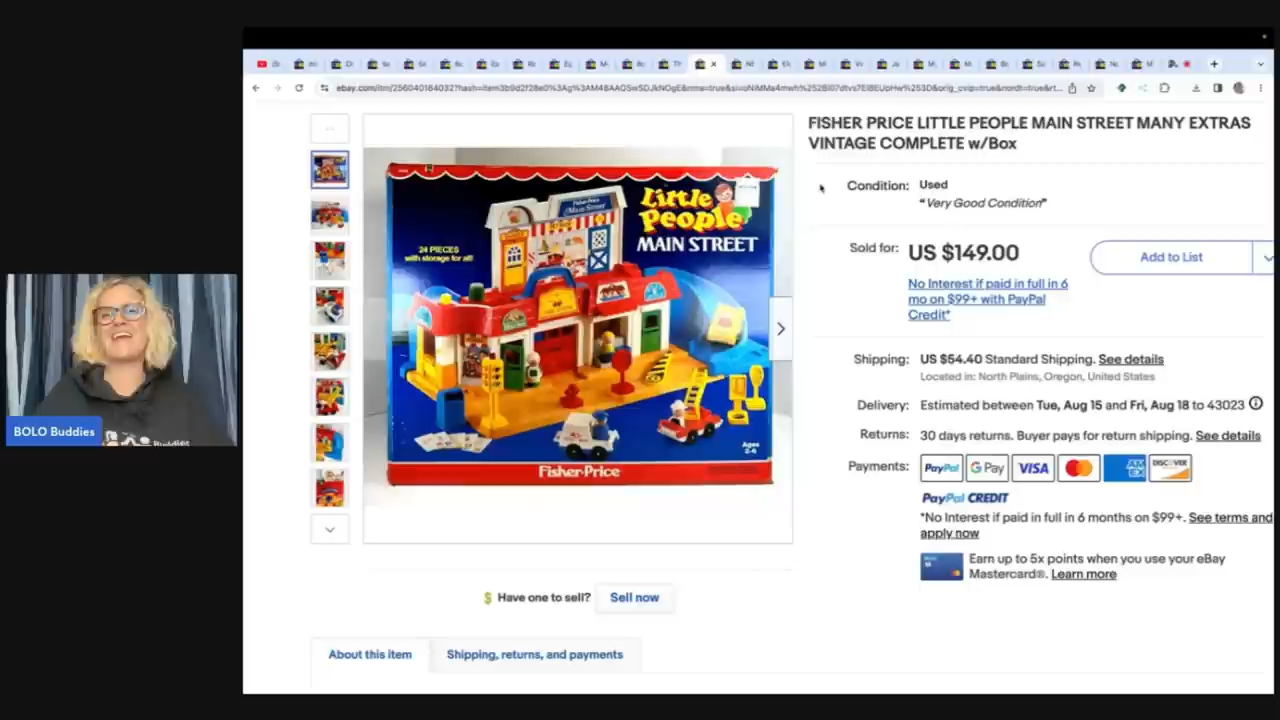 FISHER PRICE LITTLE PEOPLE MAIN STREET MANY EXTRAS
VINTAGE COMPLETE w/Box
Condition: Used
“Very Good Condition”
Sold for: US $149.00
Add to List
No Interest if paid in full in 6
mo on $99+ with PayPal
Credit*
Shipping: US $54.40 Standard Shipping. See details
Located in: North Plains, Oregon, United States
Delivery: Estimated between Tue, Aug 15 and Fri, Aug 18 to 43023
Returns: 30 days returns. Buyer pays for return shipping. See details
Payments: PayPal G Pay VISA DISCOVER
PayPal CREDIT
*No Interest if paid in full in 6 months on $99+. See terms and
apply now
Earn up to 5x points when you use your eBay
Mastercard®. Learn more
Little
People
MAIN STREET
24 PIECES
with storage for all!
Fisher-Price
Ages
2-6
BOLO Buddies
Have one to sell? Sell now
About this item
Shipping, returns, and payments